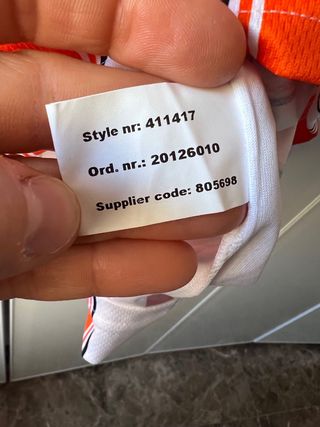 Style nr: 411417
Ord. nr.: 20126010
Supplier code: 805698